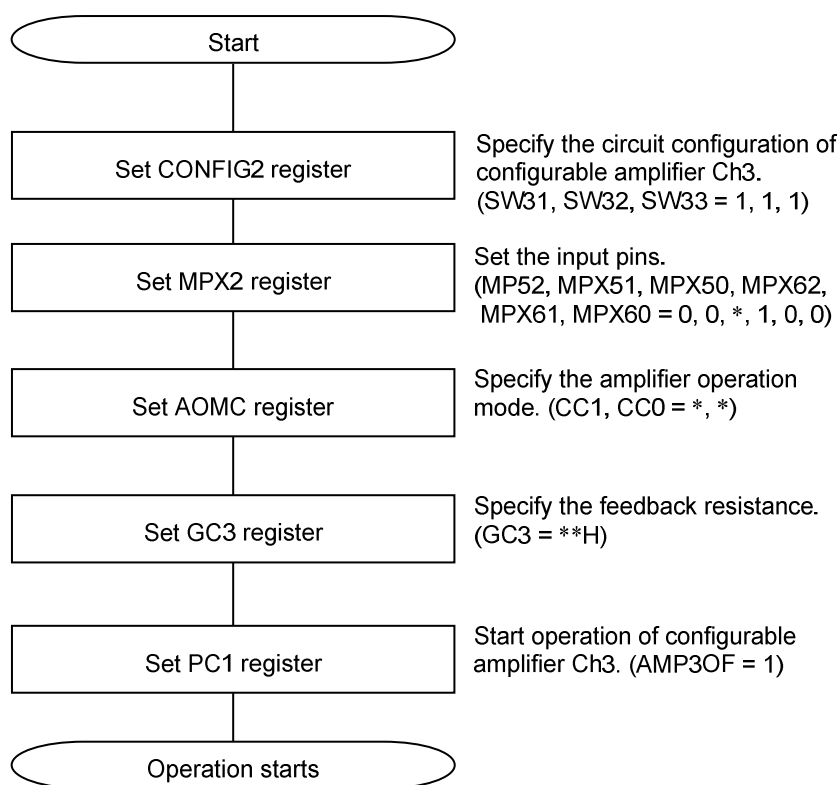 Start
Set CONFIG2 register
Specify the circuit configuration of
configurable amplifier Ch3.
(SW31, SW32, SW33 = 1, 1, 1)
Set MPX2 register
Set the input pins.
(MP52, MPX51, MPX50, MPX62,
MPX61, MPX60 = 0, 0, *, 1, 0, 0)
Set AOMC register
Specify the amplifier operation
mode. (CC1, CC0 = *, *)
Set GC3 register
Specify the feedback resistance.
(GC3 = **H)
Set PC1 register
Start operation of configurable
amplifier Ch3. (AMP3OF = 1)
Operation starts